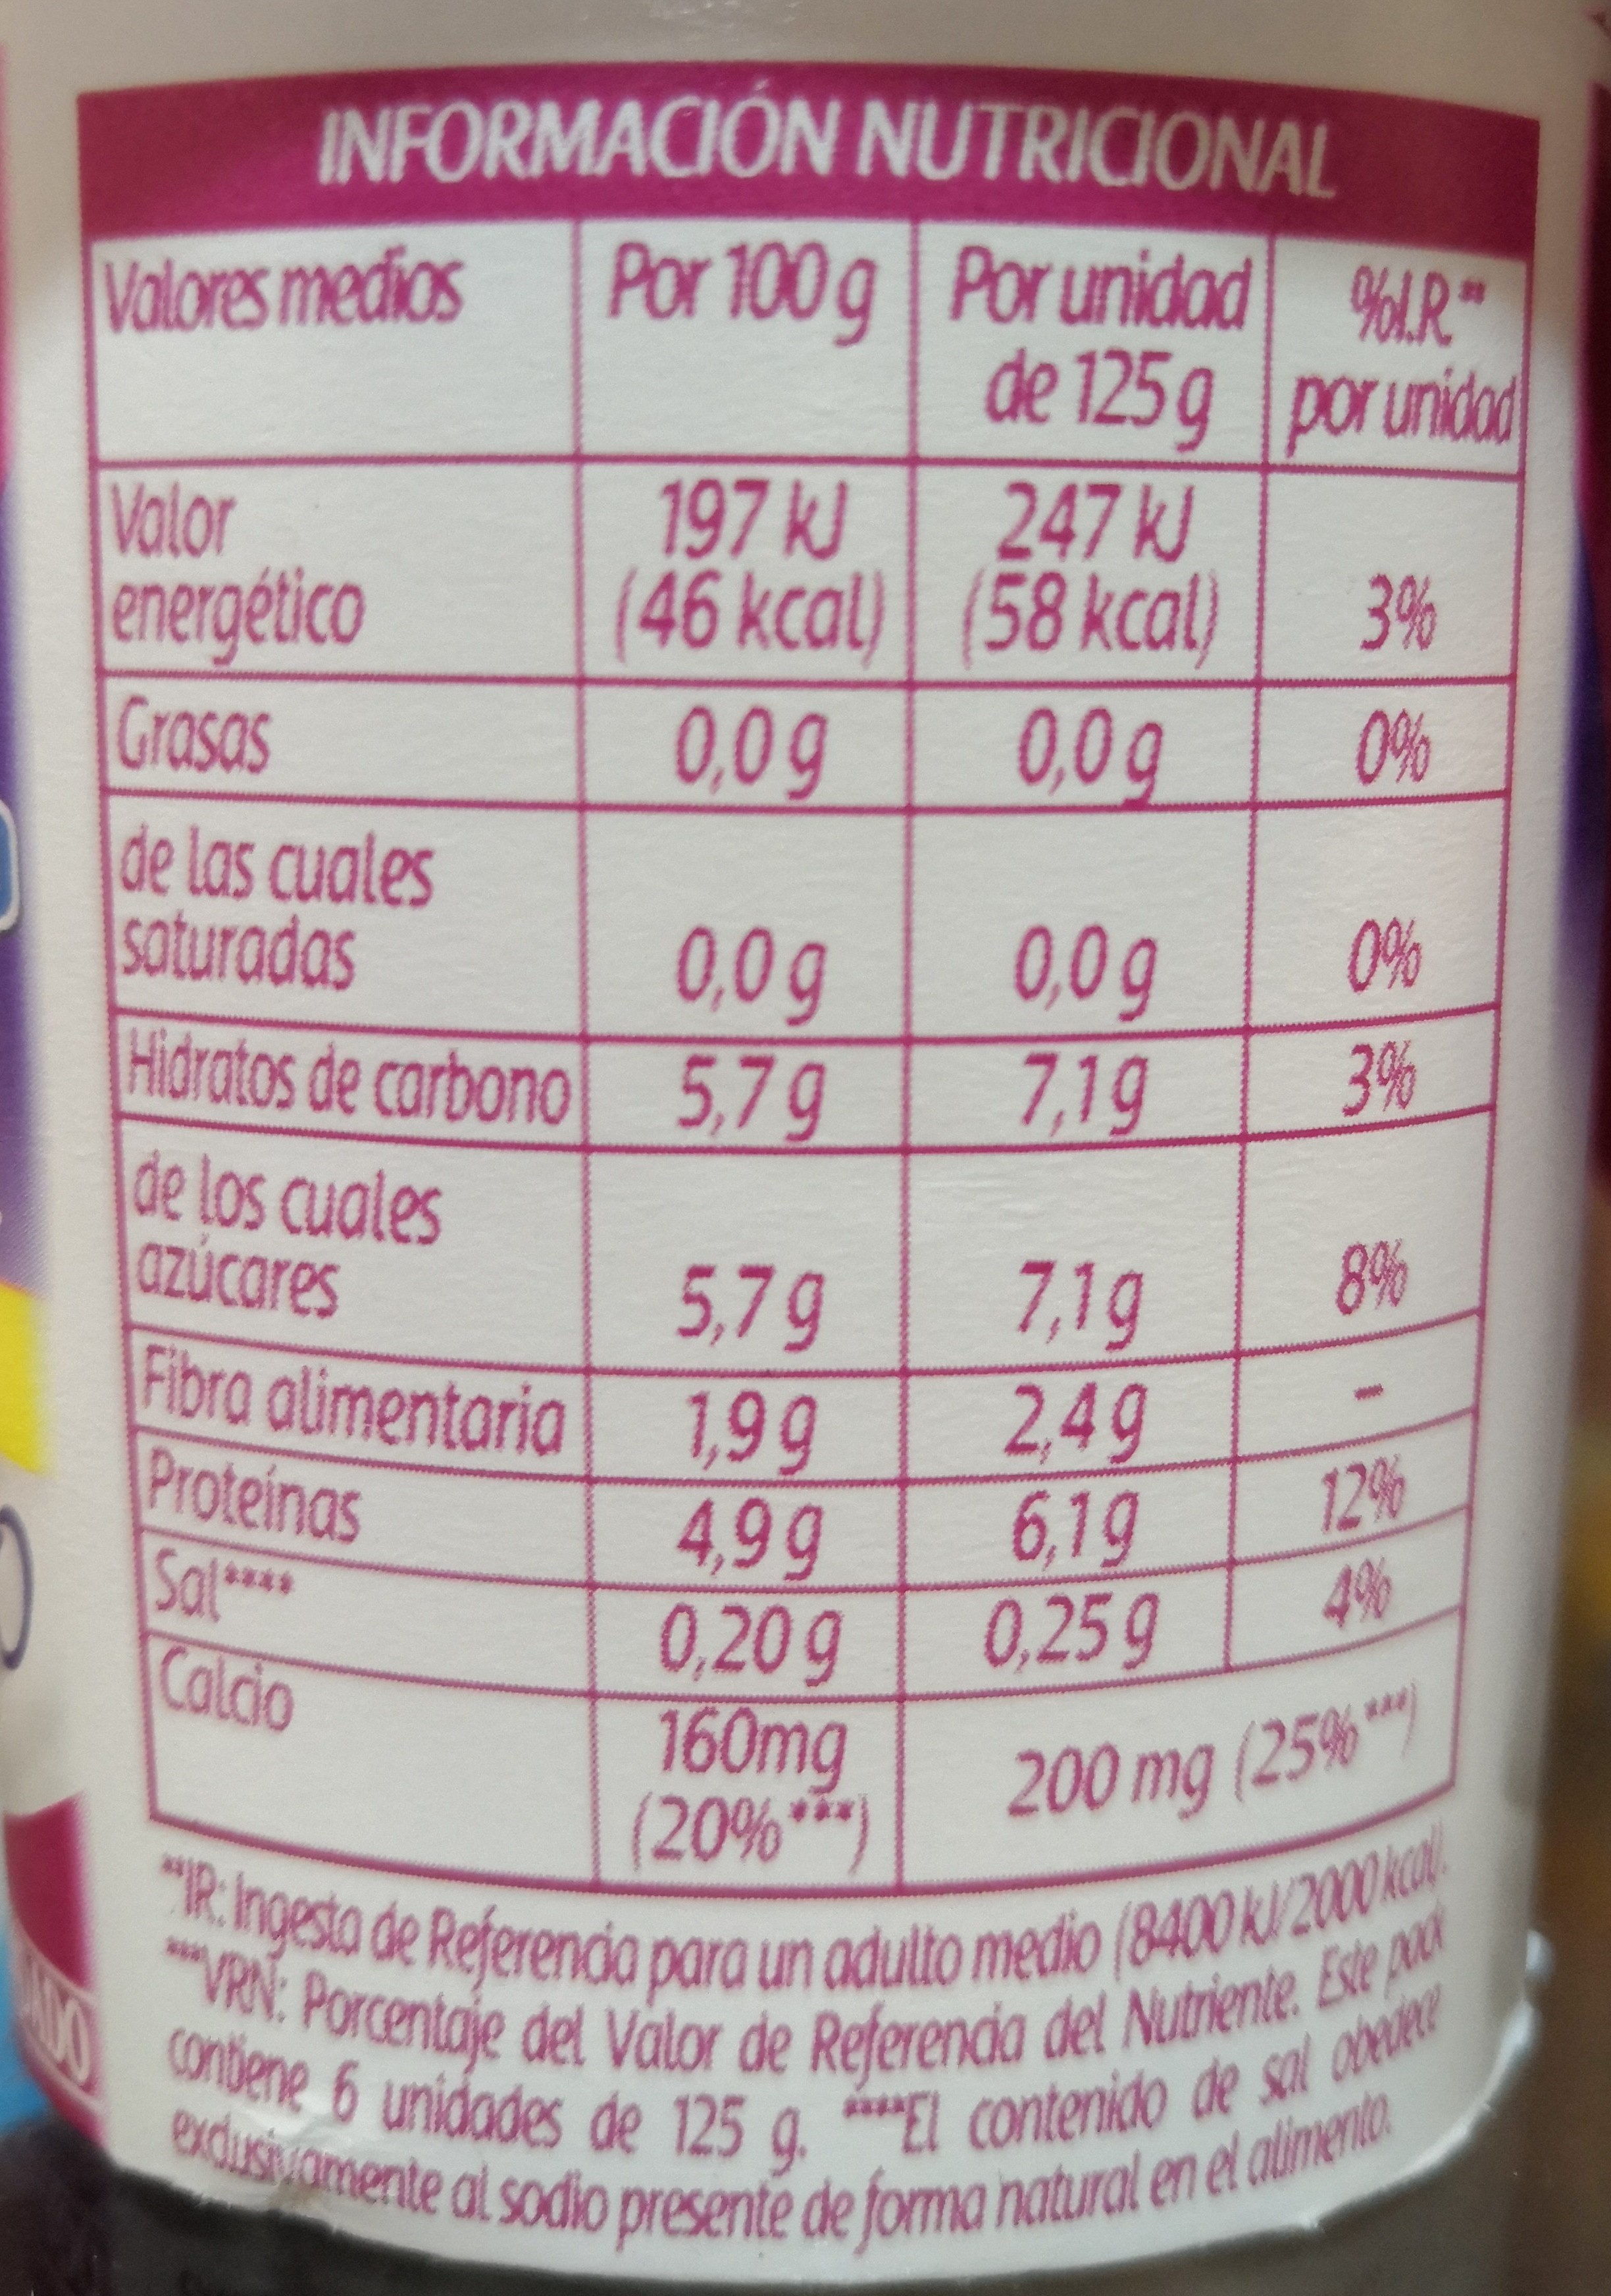 INFORMACIÓN NUTRICIONAL
Valores medios Por 100 g Por unidad de 125 g %I.R.** por unidad
Valor energético 197 kJ (46 kcal) 247 kJ (58 kcal) 3%
Grasas 0,0 g 0,0 g 0%
de las cuales saturadas 0,0 g 0,0 g 0%
Hidratos de carbono 5,7 g 7,1 g 3%
de los cuales azúcares 5,7 g 7,1 g 8%
Fibra alimentaria 1,9 g 2,4 g -
Proteínas 4,9 g 6,1 g 12%
Sal**** 0,20 g 0,25 g 4%
Calcio 160mg (20%***) 200 mg (25%***)
**IR: Ingesta de Referencia para un adulto medio (8400 kJ/2000 kcal).
***VRN: Porcentaje del Valor de Referencia del Nutriente. Este pack
contiene 6 unidades de 125 g. ****El contenido de sal obedece
exclusivamente al sodio presente de forma natural en el alimento.